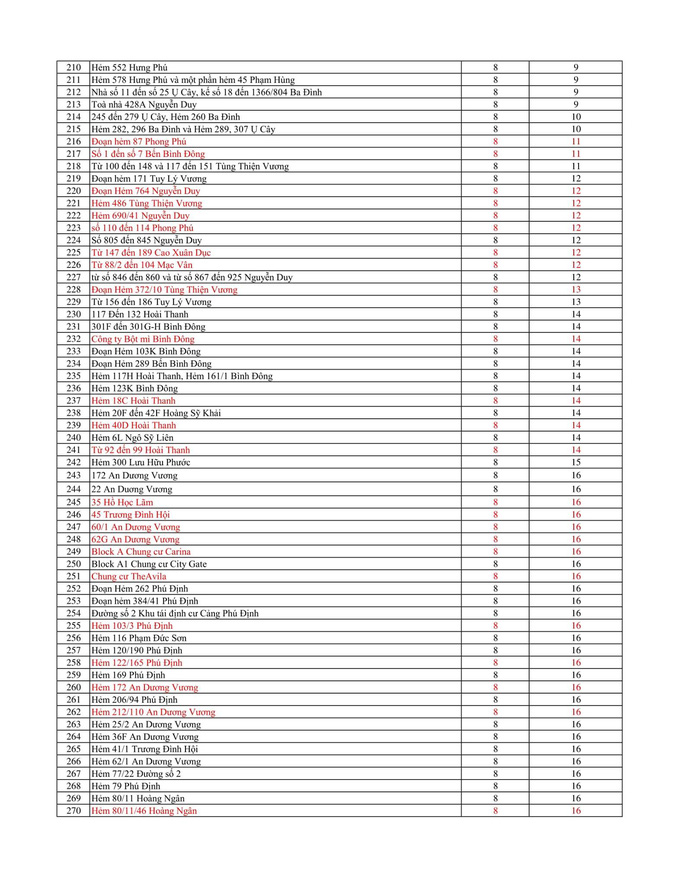 210 Hẻm 552 Hưng Phú 8 9
211 Hẻm 578 Hưng Phú và một phần hẻm 45 Phạm Hùng 8 9
212 Nhà số 11 đến số 25 Ụ Cây, kế số 18 đến 1366/804 Ba Đình 8 9
213 Toà nhà 428A Nguyễn Duy 8 9
214 245 đến 279 Ụ Cây, Hẻm 260 Ba Đình 8 10
215 Hẻm 282, 296 Ba Đình và Hẻm 289, 307 Ụ Cây 8 10
216 Đoạn hẻm 87 Phong Phú 8 11
217 Số 1 đến số 7 Bến Bình Đông 8 11
218 Từ 100 đến 148 và 117 đến 151 Tùng Thiện Vương 8 11
219 Đoạn hẻm 171 Tuy Lý Vương 8 12
220 Đoạn Hẻm 764 Nguyễn Duy 8 12
221 Hẻm 486 Tùng Thiện Vương 8 12
222 Hẻm 690/41 Nguyễn Duy 8 12
223 số 110 đến 114 Phong Phú 8 12
224 Số 805 đến 845 Nguyễn Duy 8 12
225 Từ 147 đến 189 Cao Xuân Dục 8 12
226 Từ 88/2 đến 104 Mạc Vân 8 12
227 từ số 846 đến 860 và từ số 867 đến 925 Nguyễn Duy 8 12
228 Đoạn Hẻm 372/10 Tùng Thiện Vương 8 13
229 Từ 156 đến 186 Tuy Lý Vương 8 13
230 117 Đến 132 Hoài Thanh 8 14
231 301F đến 301G-H Bình Đông 8 14
232 Công ty Bột mì Bình Đông 8 14
233 Đoạn Hẻm 103K Bình Đông 8 14
234 Đoạn Hẻm 289 Bến Bình Đông 8 14
235 Hẻm 117H Hoài Thanh, Hẻm 161/1 Bình Đông 8 14
236 Hẻm 123K Bình Đông 8 14
237 Hẻm 18C Hoài Thanh 8 14
238 Hẻm 20F đến 42F Hoàng Sỹ Khải 8 14
239 Hẻm 40D Hoài Thanh 8 14
240 Hẻm 6L Ngô Sỹ Liên 8 14
241 Từ 92 đến 99 Hoài Thanh 8 14
242 Hẻm 300 Lưu Hữu Phước 8 15
243 172 An Dương Vương 8 16
244 22 An Duơng Vương 8 16
245 35 Hồ Học Lãm 8 16
246 45 Trương Đình Hội 8 16
247 60/1 An Dương Vương 8 16
248 62G An Dương Vương 8 16
249 Block A Chung cư Carina 8 16
250 Block A1 Chung cư City Gate 8 16
251 Chung cư TheAvila 8 16
252 Đoạn Hẻm 262 Phú Định 8 16
253 Đoạn hẻm 384/41 Phú Định 8 16
254 Đường số 2 Khu tái định cư Cảng Phú Định 8 16
255 Hẻm 103/3 Phú Định 8 16
256 Hẻm 116 Phạm Đức Sơn 8 16
257 Hẻm 120/190 Phú Định 8 16
258 Hẻm 122/165 Phú Định 8 16
259 Hẻm 169 Phú Định 8 16
260 Hẻm 172 An Dương Vương 8 16
261 Hẻm 206/94 Phú Định 8 16
262 Hẻm 212/110 An Dương Vương 8 16
263 Hẻm 25/2 An Dương Vương 8 16
264 Hẻm 36F An Dương Vương 8 16
265 Hẻm 41/1 Trương Đình Hội 8 16
266 Hẻm 62/1 An Dương Vương 8 16
267 Hẻm 77/22 Đường số 2 8 16
268 Hẻm 79 Phú Định 8 16
269 Hẻm 80/11 Hoàng Ngân 8 16
270 Hẻm 80/11/46 Hoàng Ngân 8 16